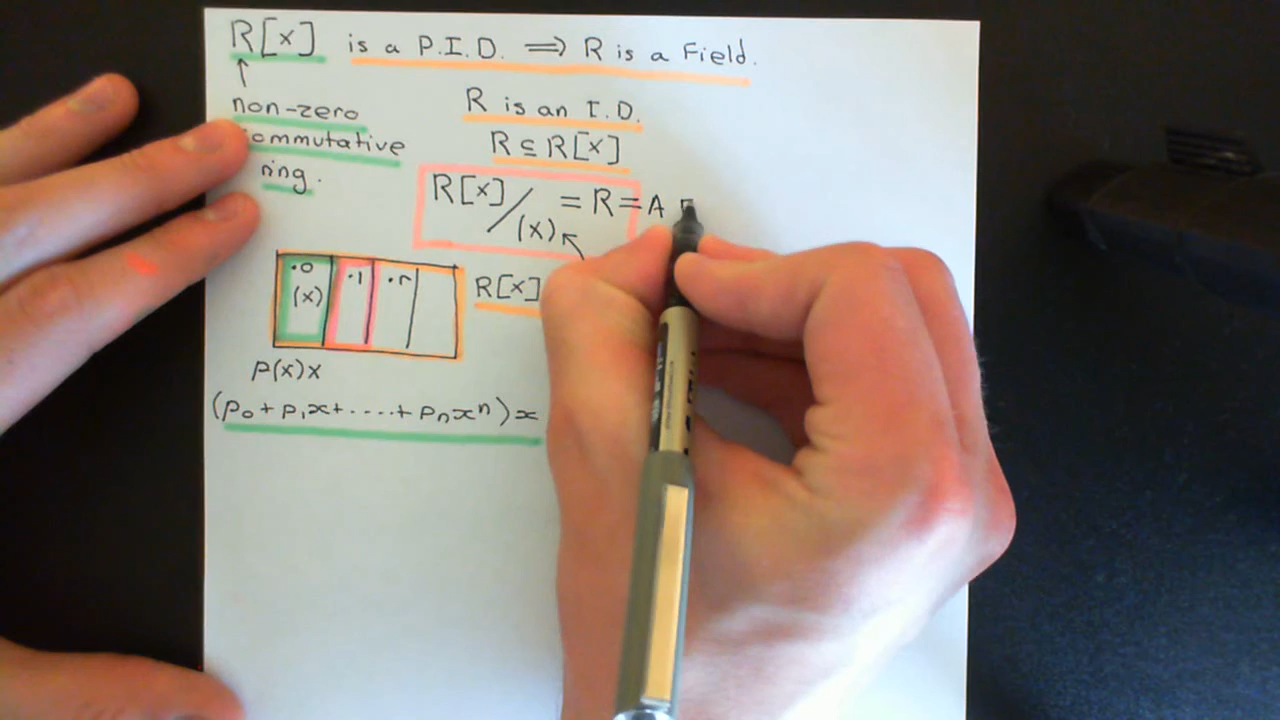 R[x] is a P.I.D. ⟹ R is a Field.
↑
non-zero
commutative
ring.
R is an I.D.
R ⊆ R[x]
R[x]/(x) = R = A
·0 ·1 ·r
(x)
R[x]
p(x)x
(p₀+p₁x+....+pₙxⁿ)x